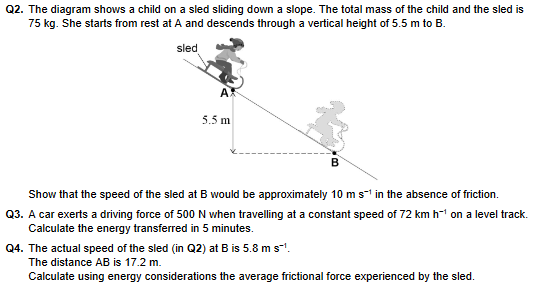 Q2. The diagram shows a child on a sled sliding down a slope. The total mass of the child and the sled is
75 kg. She starts from rest at A and descends through a vertical height of 5.5 m to B.
sled
A
5.5 m
B
Show that the speed of the sled at B would be approximately 10 m s⁻¹ in the absence of friction.
Q3. A car exerts a driving force of 500 N when travelling at a constant speed of 72 km h⁻¹ on a level track.
Calculate the energy transferred in 5 minutes.
Q4. The actual speed of the sled (in Q2) at B is 5.8 m s⁻¹.
The distance AB is 17.2 m.
Calculate using energy considerations the average frictional force experienced by the sled.